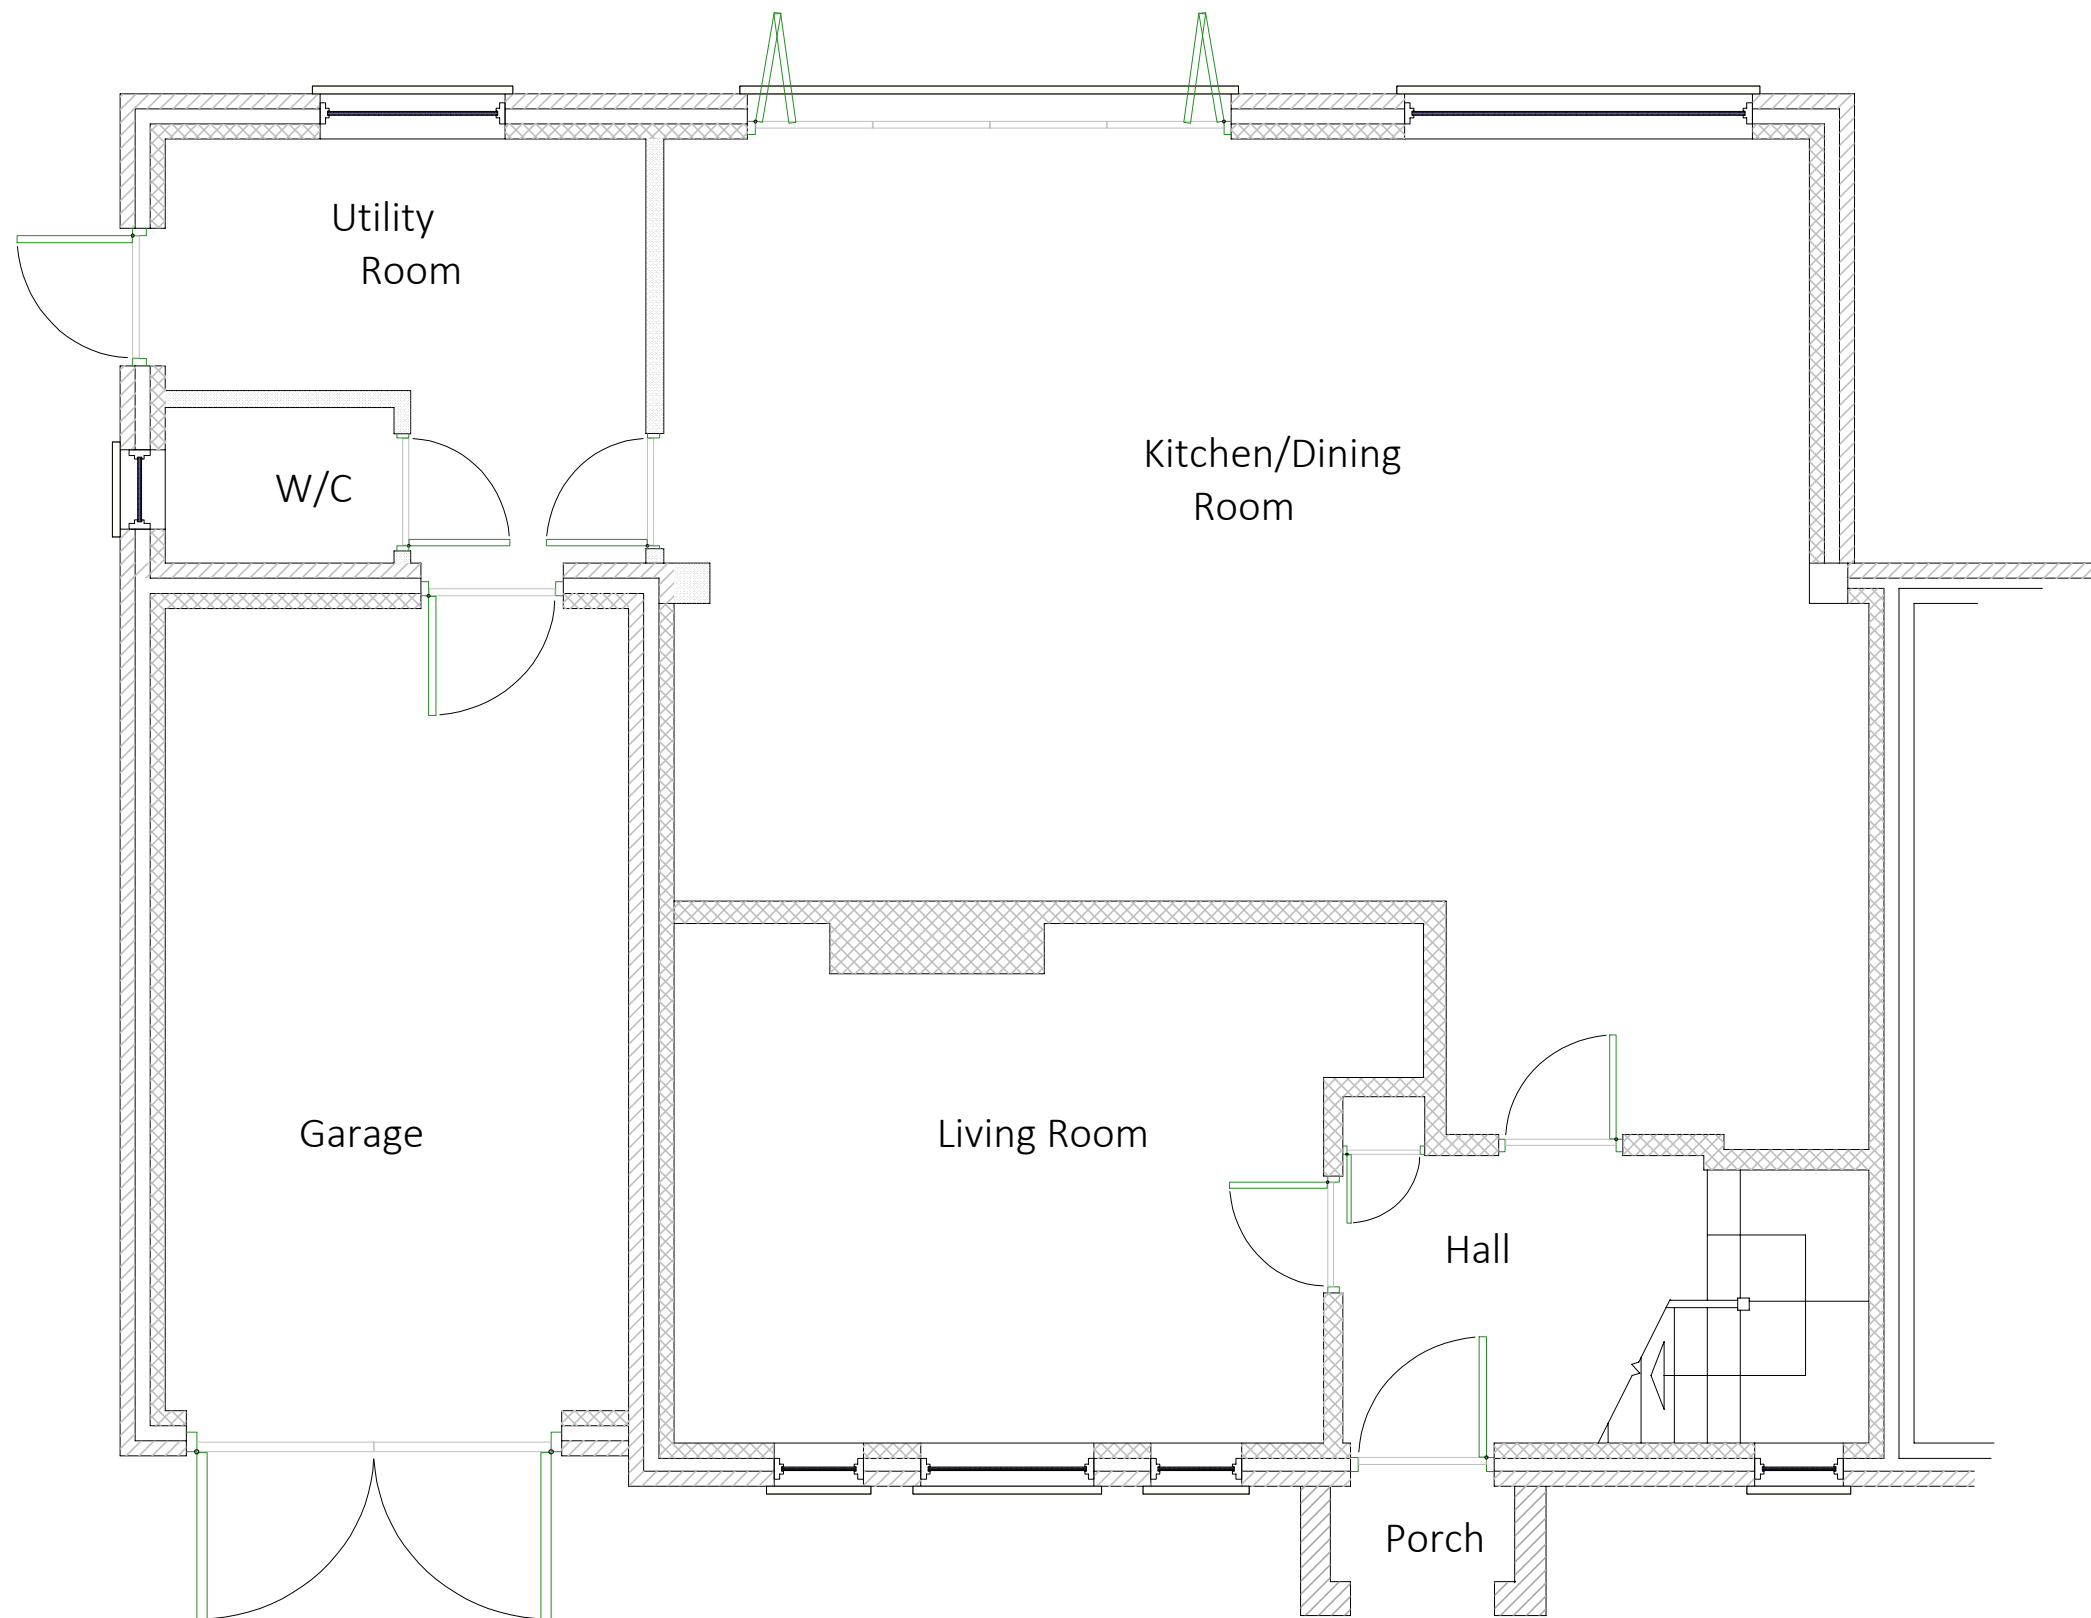 Utility
Room
Kitchen/Dining
Room
W/C
Garage
Living Room
Hall
Porch